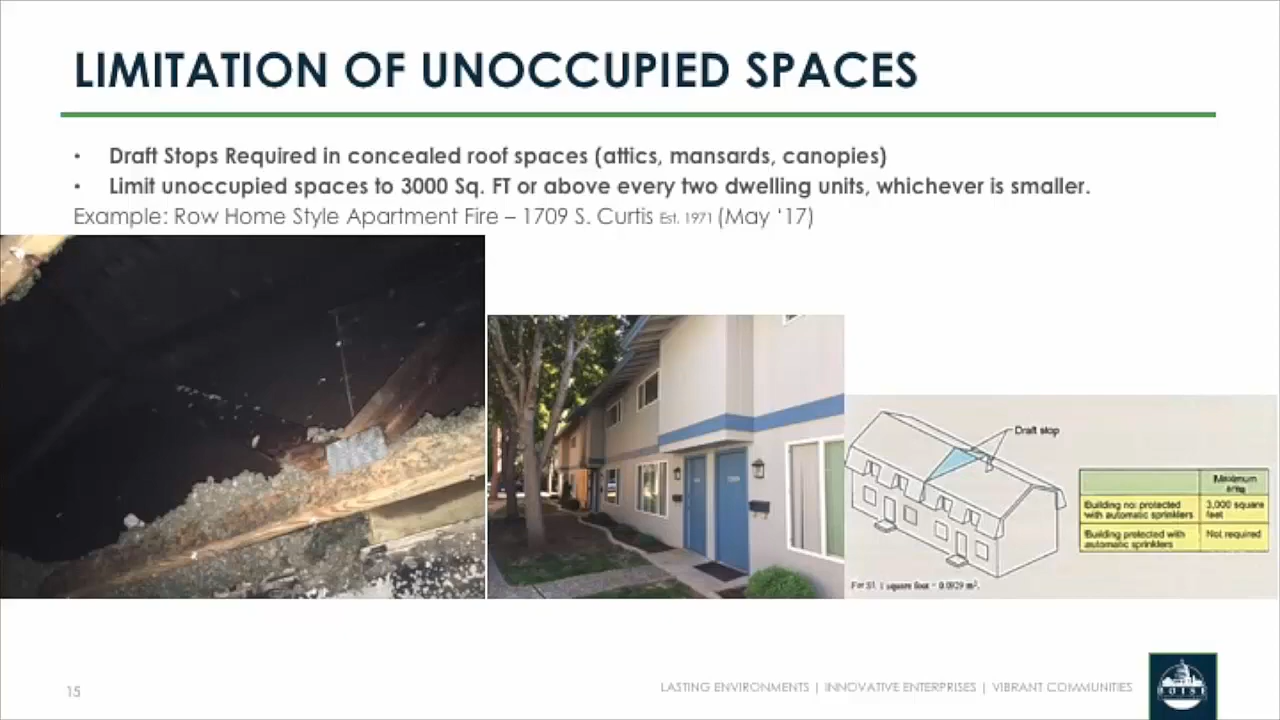 LIMITATION OF UNOCCUPIED SPACES
• Draft Stops Required in concealed roof spaces (attics, mansards, canopies)
• Limit unoccupied spaces to 3000 Sq. FT or above every two dwelling units, whichever is smaller.
Example: Row Home Style Apartment Fire – 1709 S. Curtis Est. 1971 (May ‘17)
Draft stop
Maximum
area
Building not protected
with automatic sprinklers
3,000 square
feet
Building protected with
automatic sprinklers
Not required
For SI: 1 square foot = 0.0929 m².
15
LASTING ENVIRONMENTS | INNOVATIVE ENTERPRISES | VIBRANT COMMUNITIES
BOISE